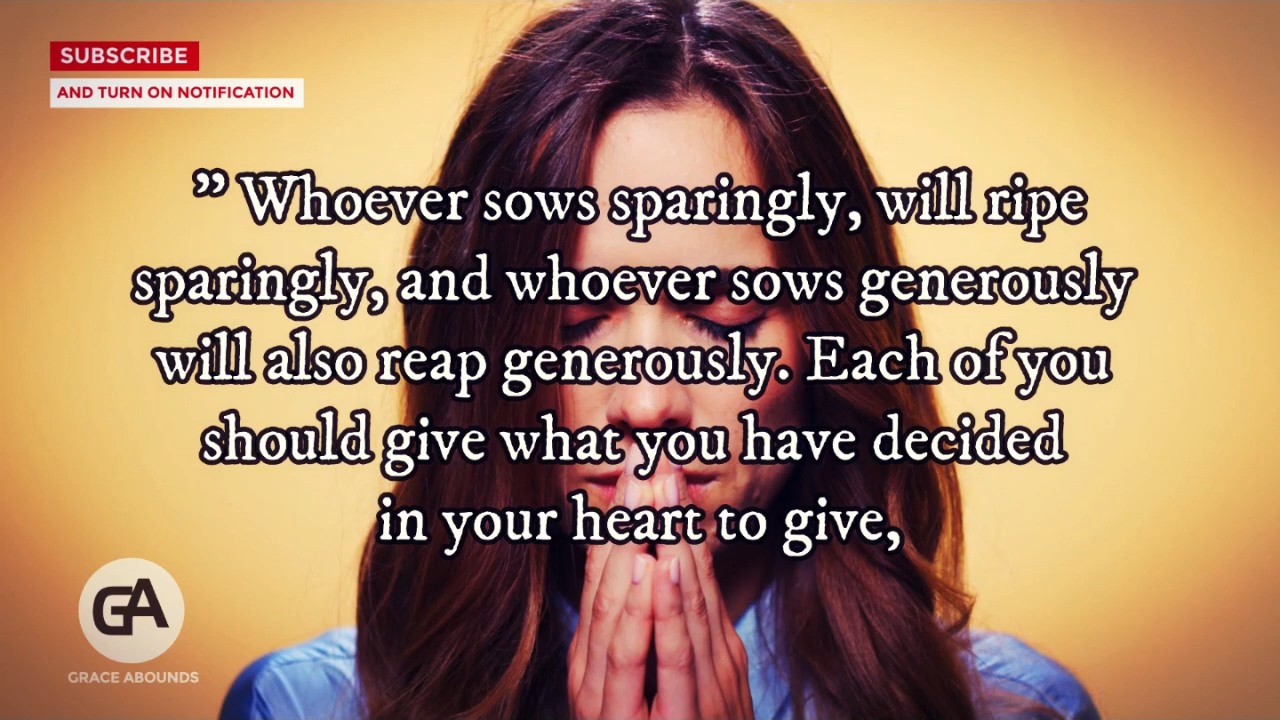 SUBSCRIBE
AND TURN ON NOTIFICATION
” Whoever sows sparingly, will ripe
sparingly, and whoever sows generously
will also reap generously. Each of you
should give what you have decided
in your heart to give,
GA
GRACE ABOUNDS